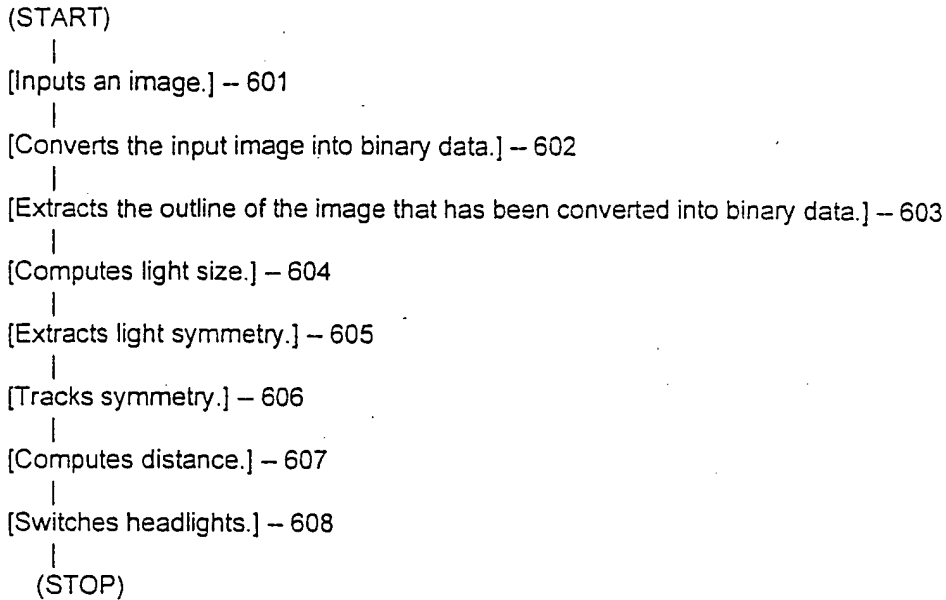 (START)
[Inputs an image.] -- 601
[Converts the input image into binary data.] -- 602
[Extracts the outline of the image that has been converted into binary data.] -- 603
[Computes light size.] -- 604
[Extracts light symmetry.] -- 605
[Tracks symmetry.] -- 606
[Computes distance.] -- 607
[Switches headlights.] -- 608
(STOP)